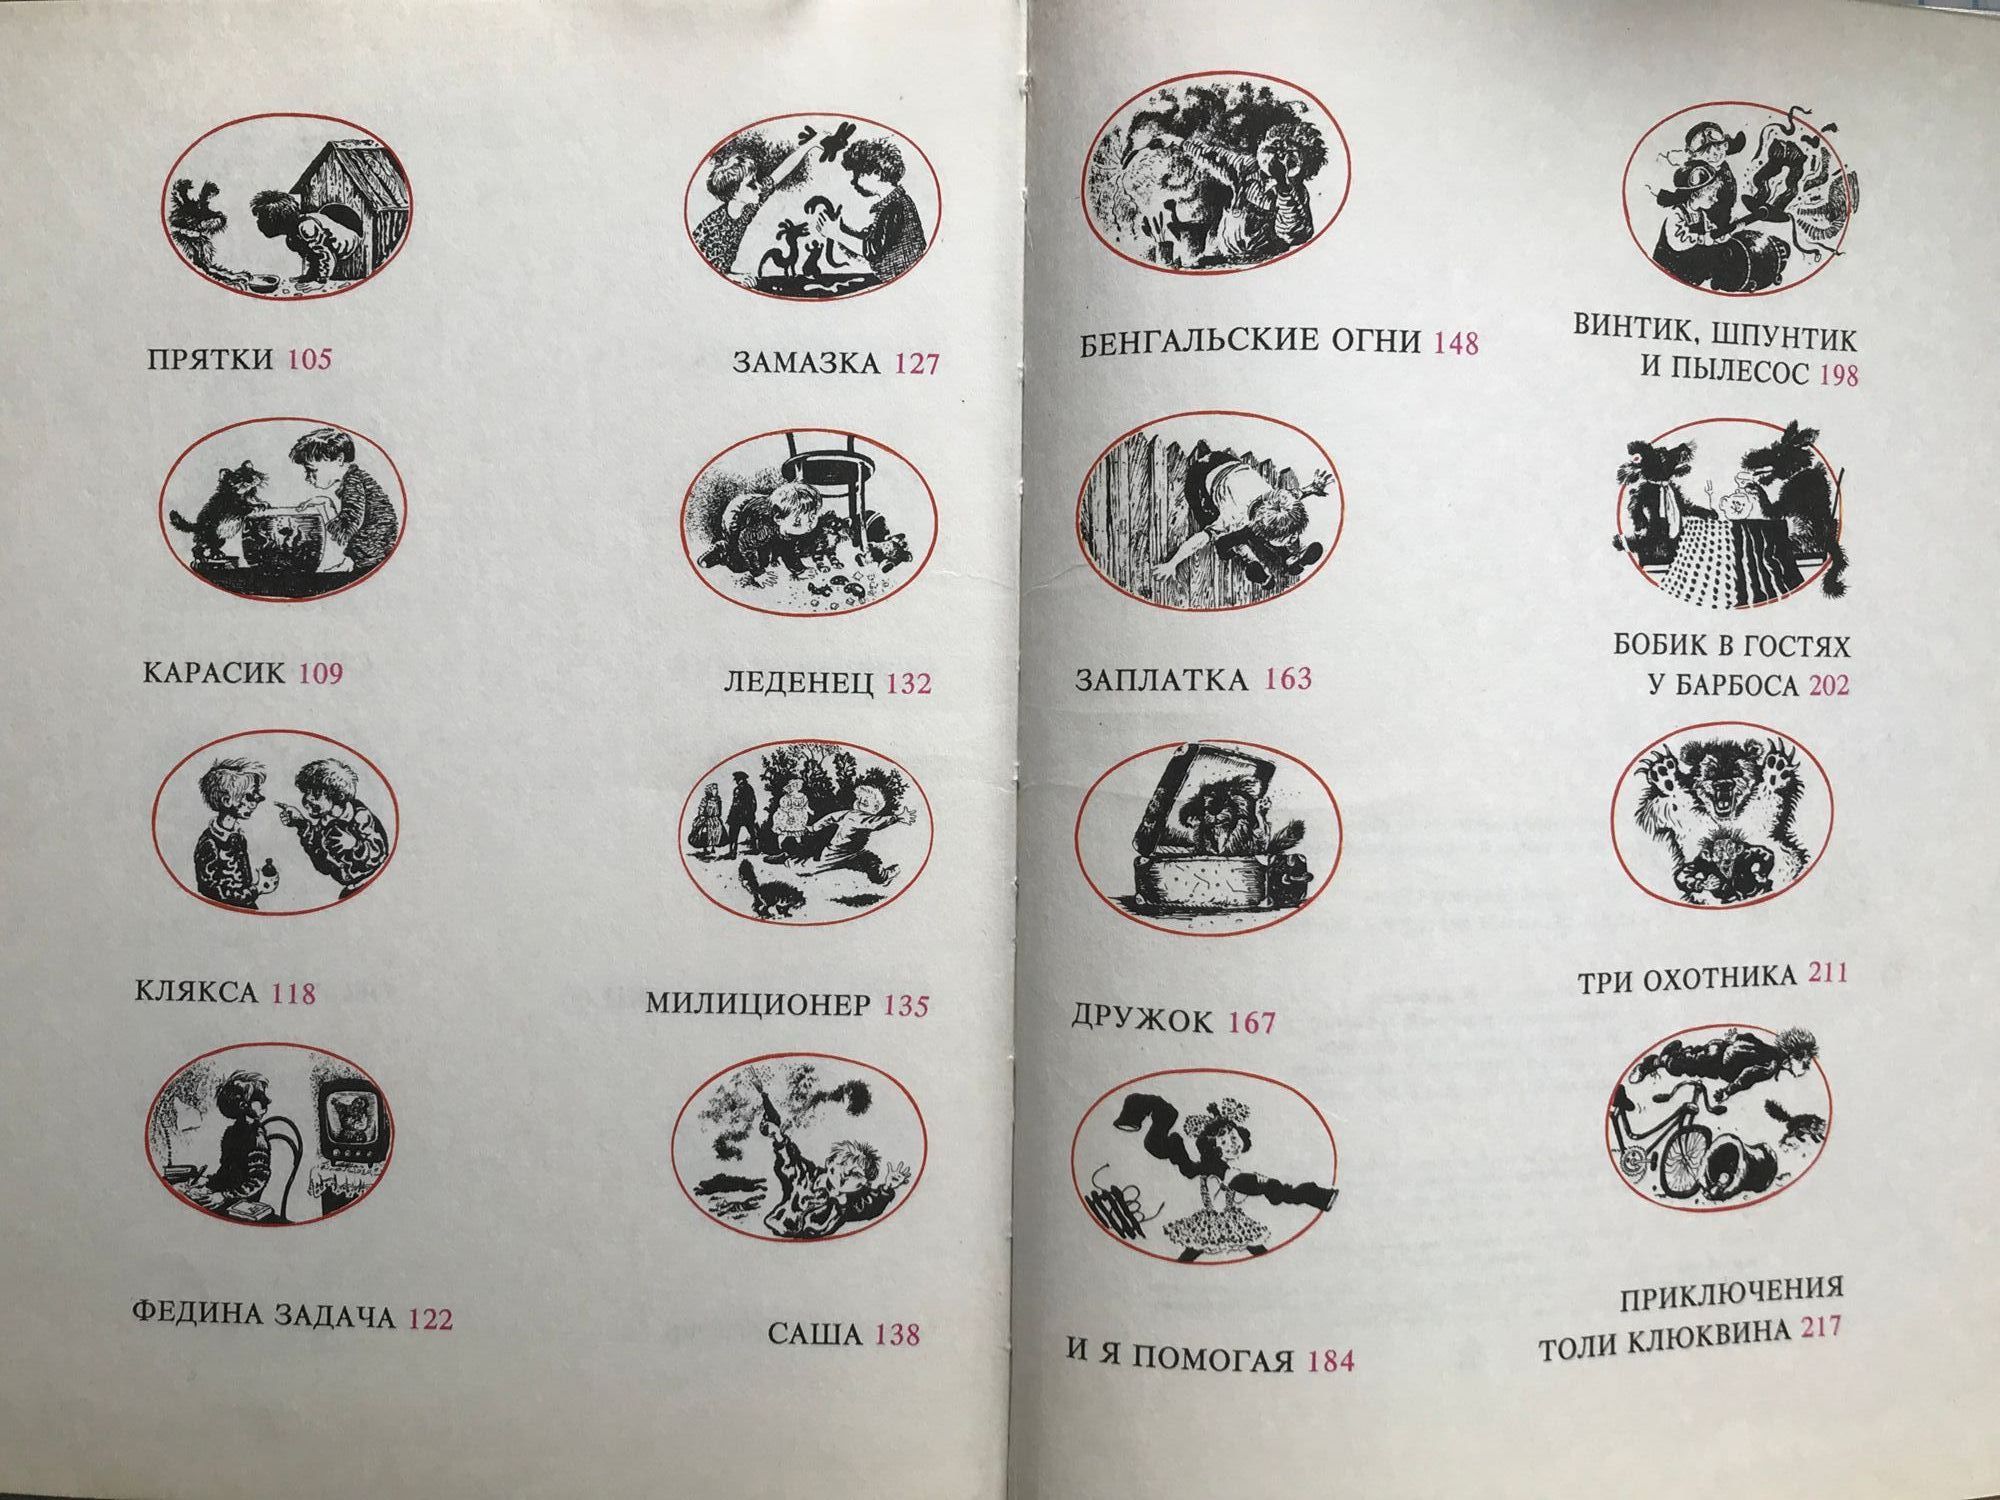 ПРЯТКИ 105
КАРАСИК 109
КЛЯКСА 118
ФЕДИНА ЗАДАЧА 122
ЗАМАЗКА 127
ЛЕДЕНЕЦ 132
МИЛИЦИОНЕР 135
САША 138
БЕНГАЛЬСКИЕ ОГНИ 148
ЗАПЛАТКА 163
ДРУЖОК 167
И Я ПОМОГАЯ 184
ВИНТИК, ШПУНТИК
И ПЫЛЕСОС 198
БОБИК В ГОСТЯХ
У БАРБОСА 202
ТРИ ОХОТНИКА 211
ПРИКЛЮЧЕНИЯ
ТОЛИ КЛЮКВИНА 217